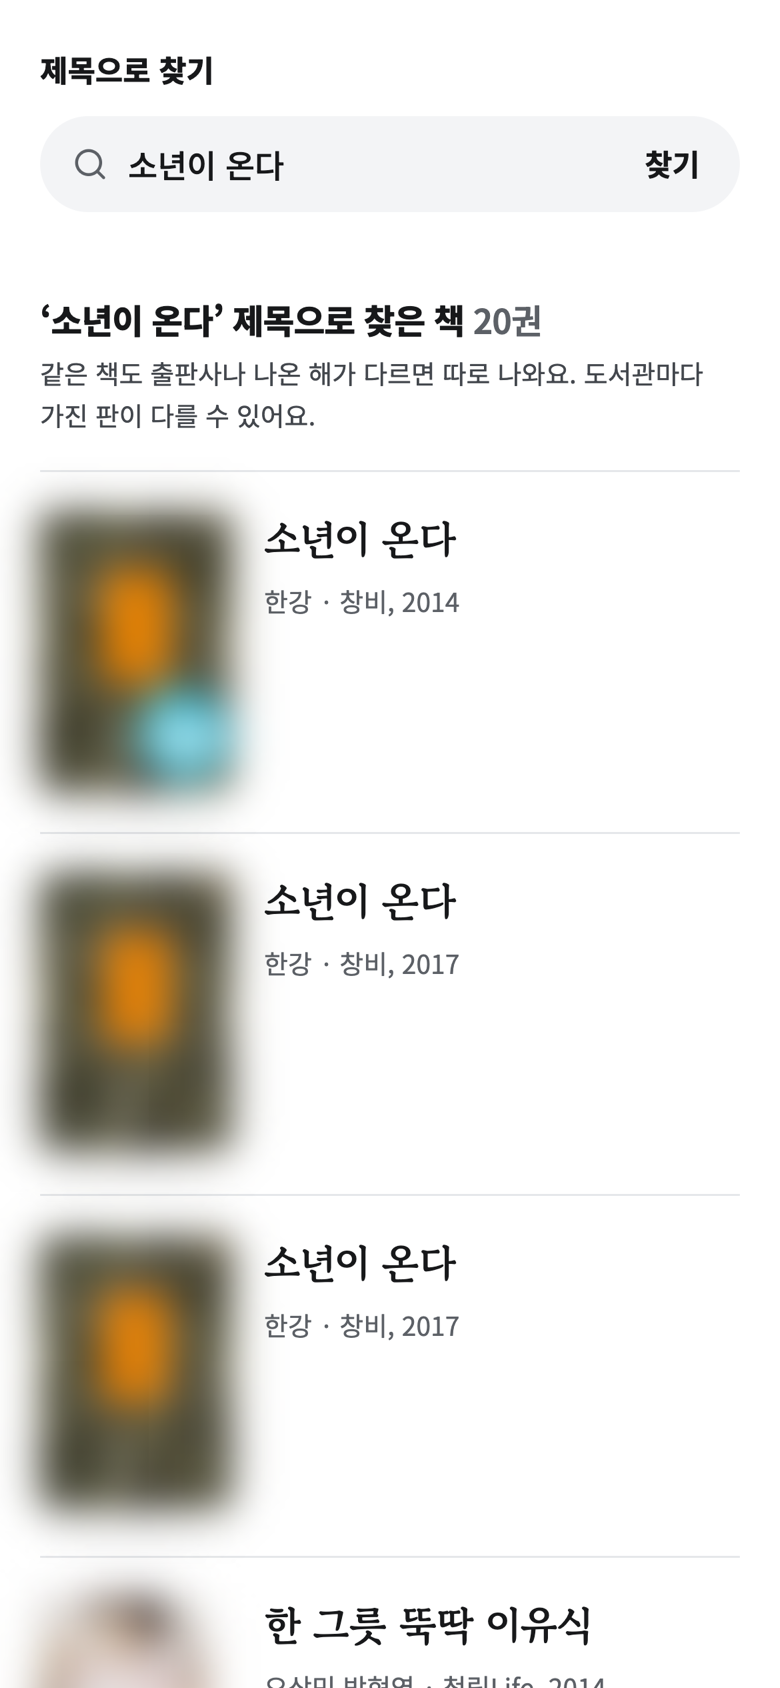 제목으로 찾기
소년이 온다 찾기
‘소년이 온다’ 제목으로 찾은 책 20권
같은 책도 출판사나 나온 해가 다르면 따로 나와요. 도서관마다
가진 판이 다를 수 있어요.
소년이 온다
한강 · 창비, 2014
소년이 온다
한강 · 창비, 2017
소년이 온다
한강 · 창비, 2017
한 그릇 뚝딱 이유식